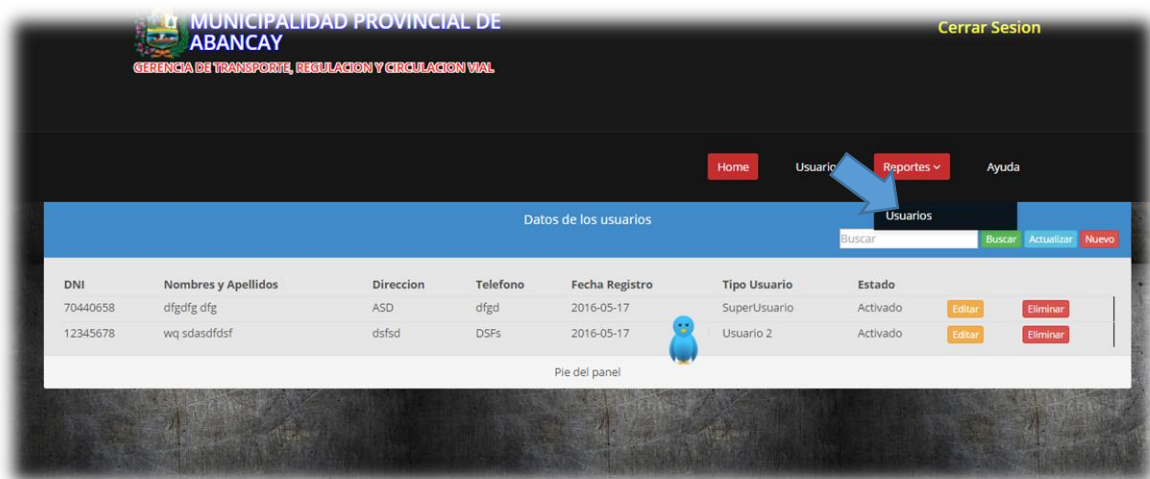 MUNICIPALIDAD PROVINCIAL DE
ABANCAY
GERENCIA DE TRANSPORTE, REGULACION Y CIRCULACION VIAL
Cerrar Sesion
Home Usuario Reportes Ayuda
Usuarios
Datos de los usuarios
Buscar Buscar Actualizar Nuevo
DNI Nombres y Apellidos Direccion Telefono Fecha Registro Tipo Usuario Estado
70440658 dfgdfg dfg ASD dfgd 2016-05-17 SuperUsuario Activado Editar Eliminar
12345678 wq sdasdfdsf dsfsd DSFs 2016-05-17 Usuario 2 Activado Editar Eliminar
Pie del panel